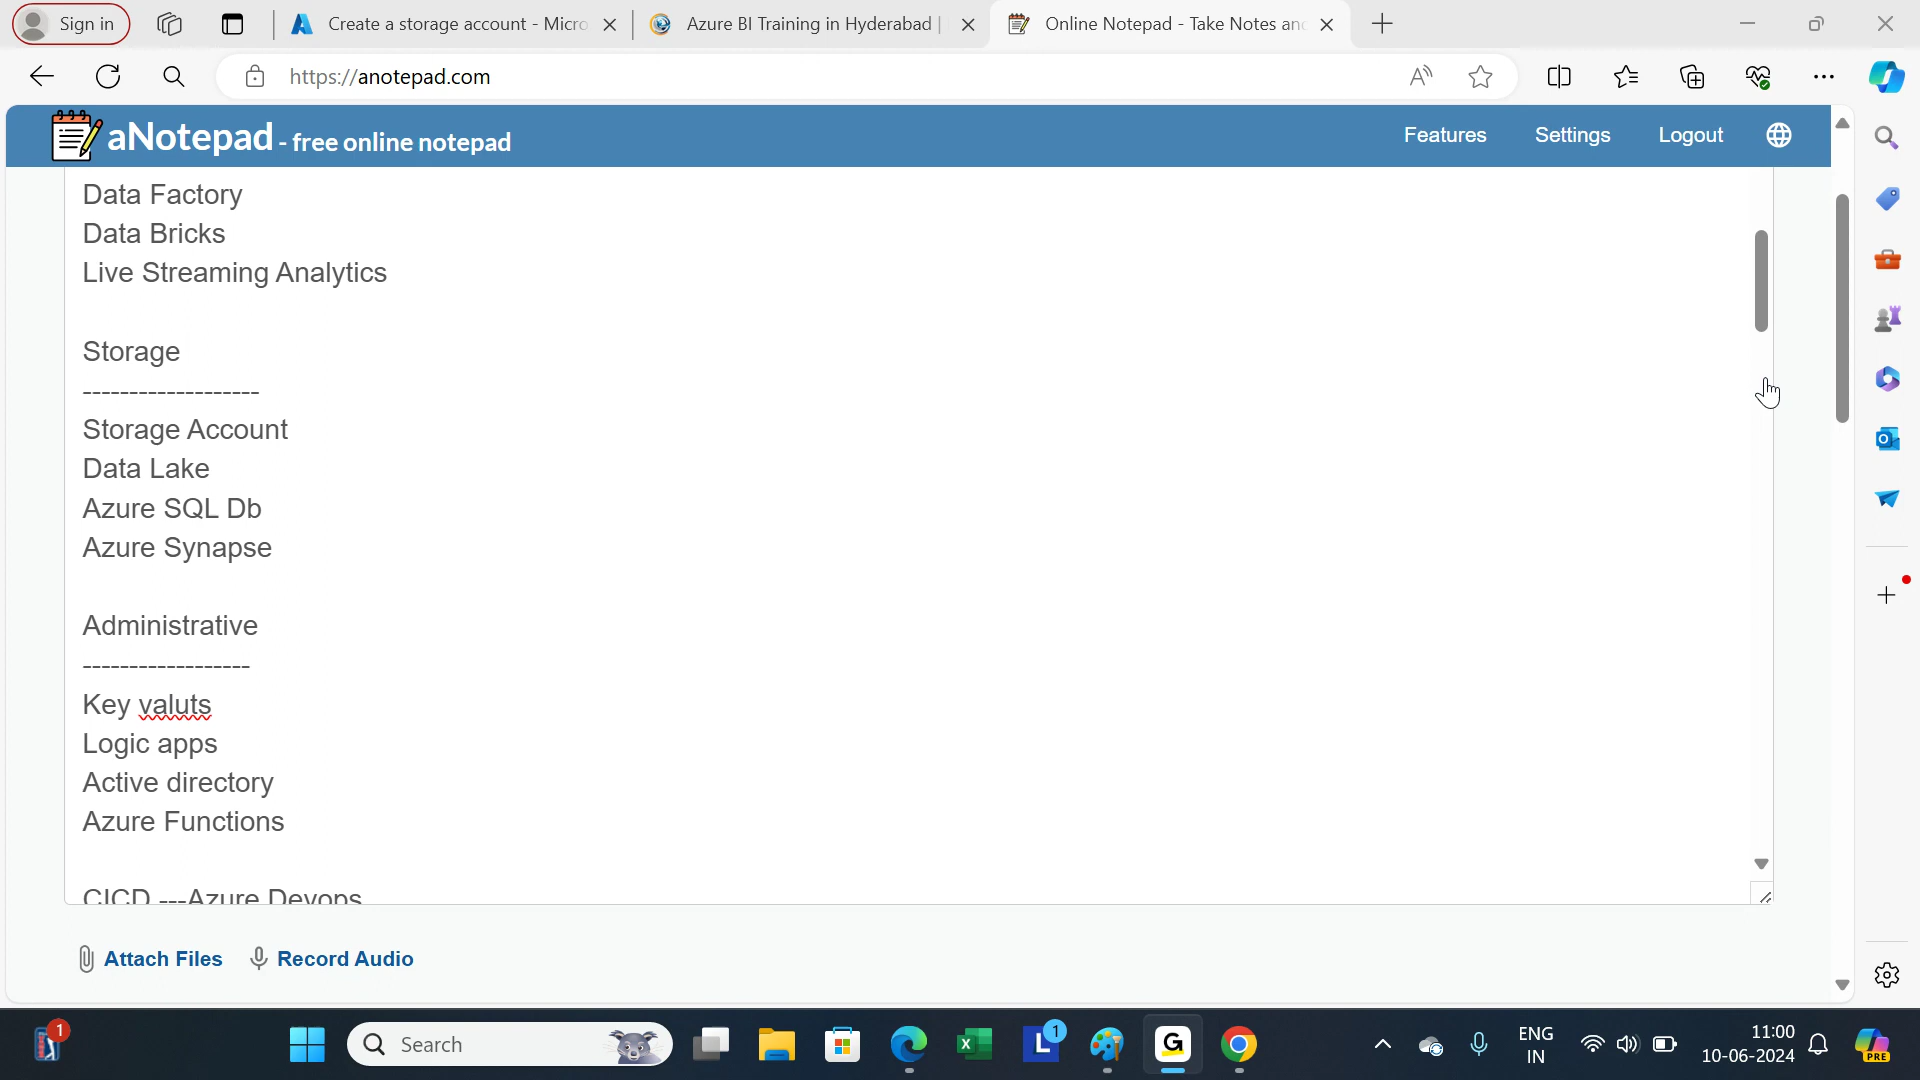 Sign in
Create a storage account - Micro
Azure BI Training in Hyderabad |
Online Notepad - Take Notes an
https://anotepad.com
aNotepad - free online notepad
Features
Settings
Logout
Data Factory
Data Bricks
Live Streaming Analytics
Storage
-------------------
Storage Account
Data Lake
Azure SQL Db
Azure Synapse
Administrative
------------------
Key valuts
Logic apps
Active directory
Azure Functions
CICD ---Azure Devops
Attach Files
Record Audio
1
Search
1
ENG
IN
11:00
10-06-2024
PRE